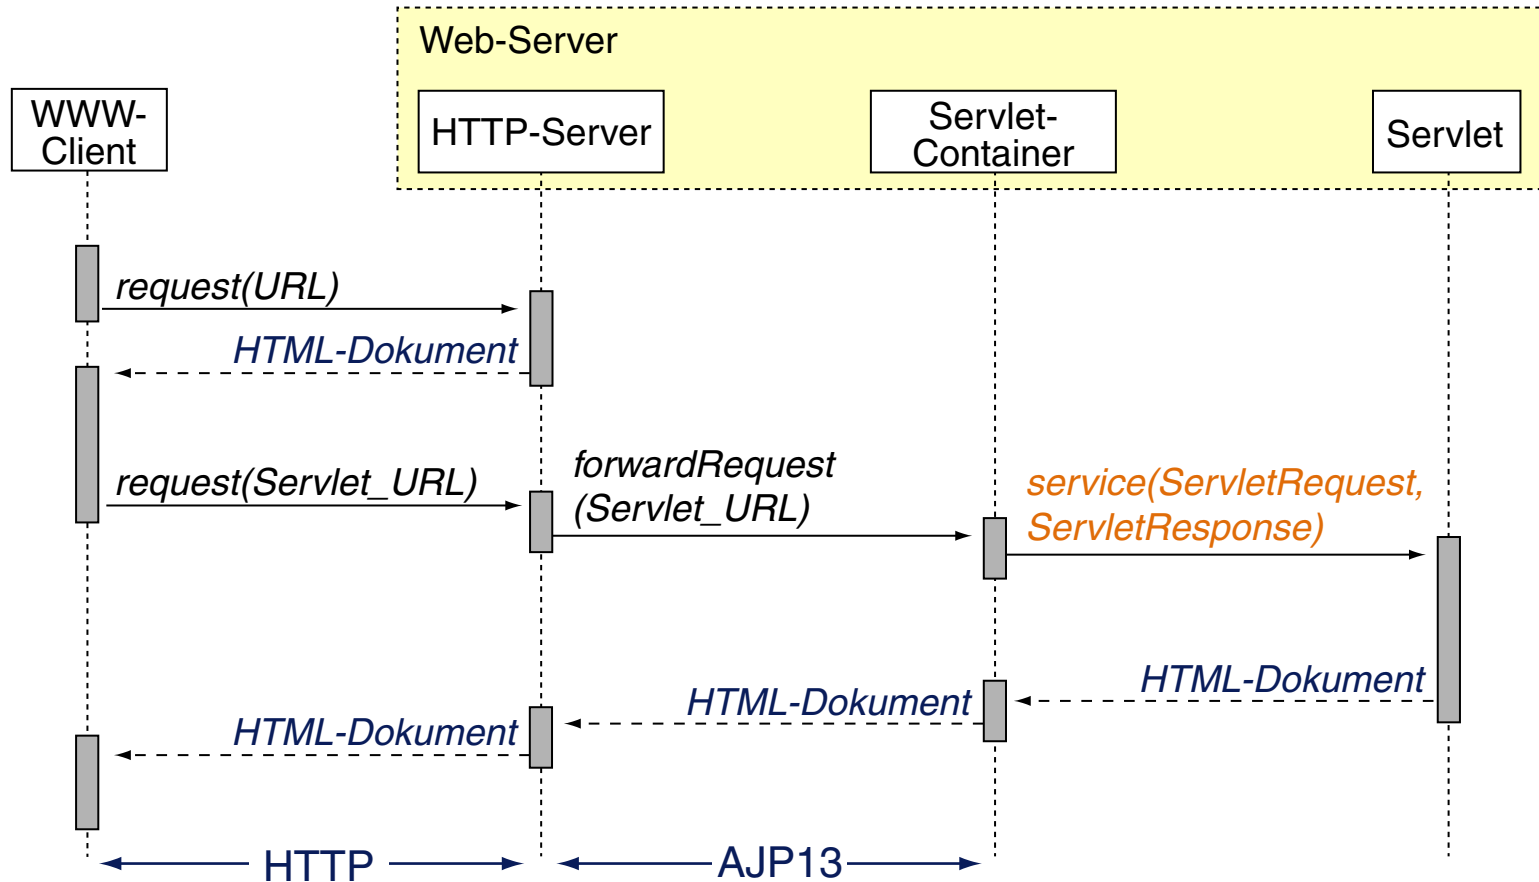 Web-Server
WWW-
Client
HTTP-Server
Servlet-
Container
Servlet
request(URL)
HTML-Dokument
request(Servlet_URL)
forwardRequest
(Servlet_URL)
service(ServletRequest,
ServletResponse)
HTML-Dokument
HTML-Dokument
HTML-Dokument
HTTP
AJP13